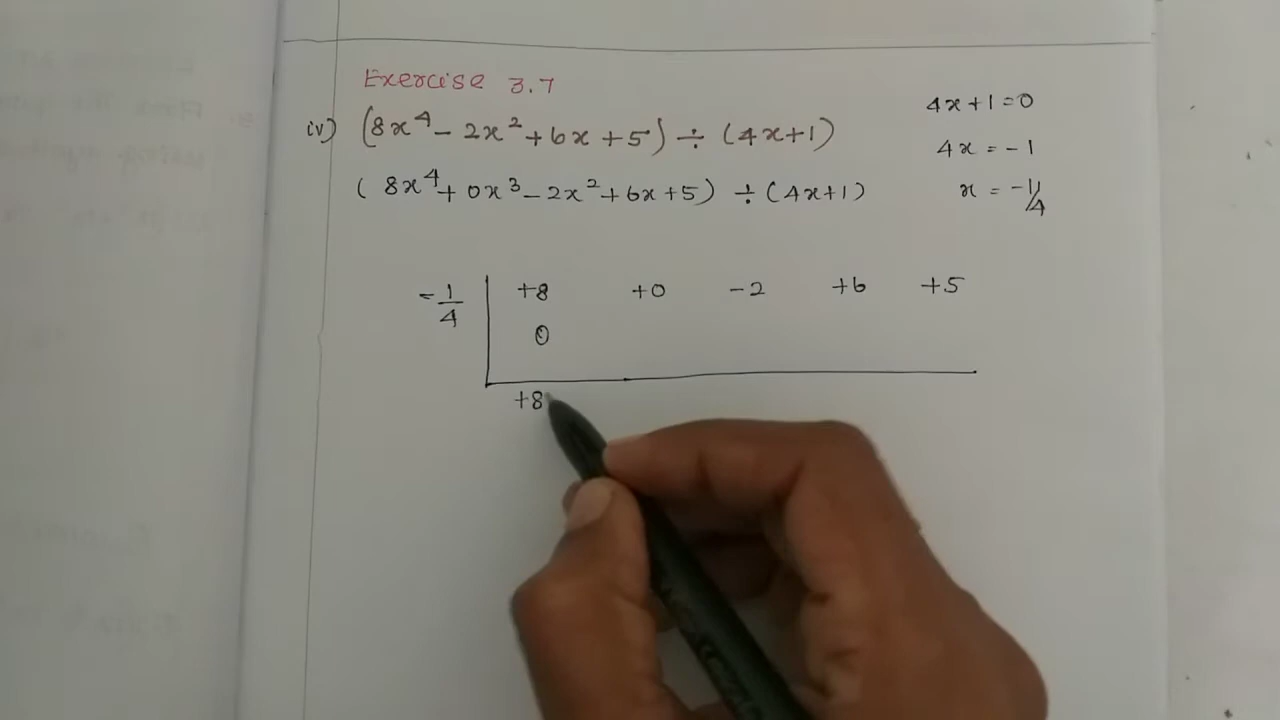 Exercise 3.7
iv) (8x⁴ - 2x² + 6x + 5) ÷ (4x+1)
(8x⁴ + 0x³ - 2x² + 6x + 5) ÷ (4x+1)
4x+1=0
4x = -1
x = -1/4
-1/4 | +8 +0 -2 +6 +5
0
+8